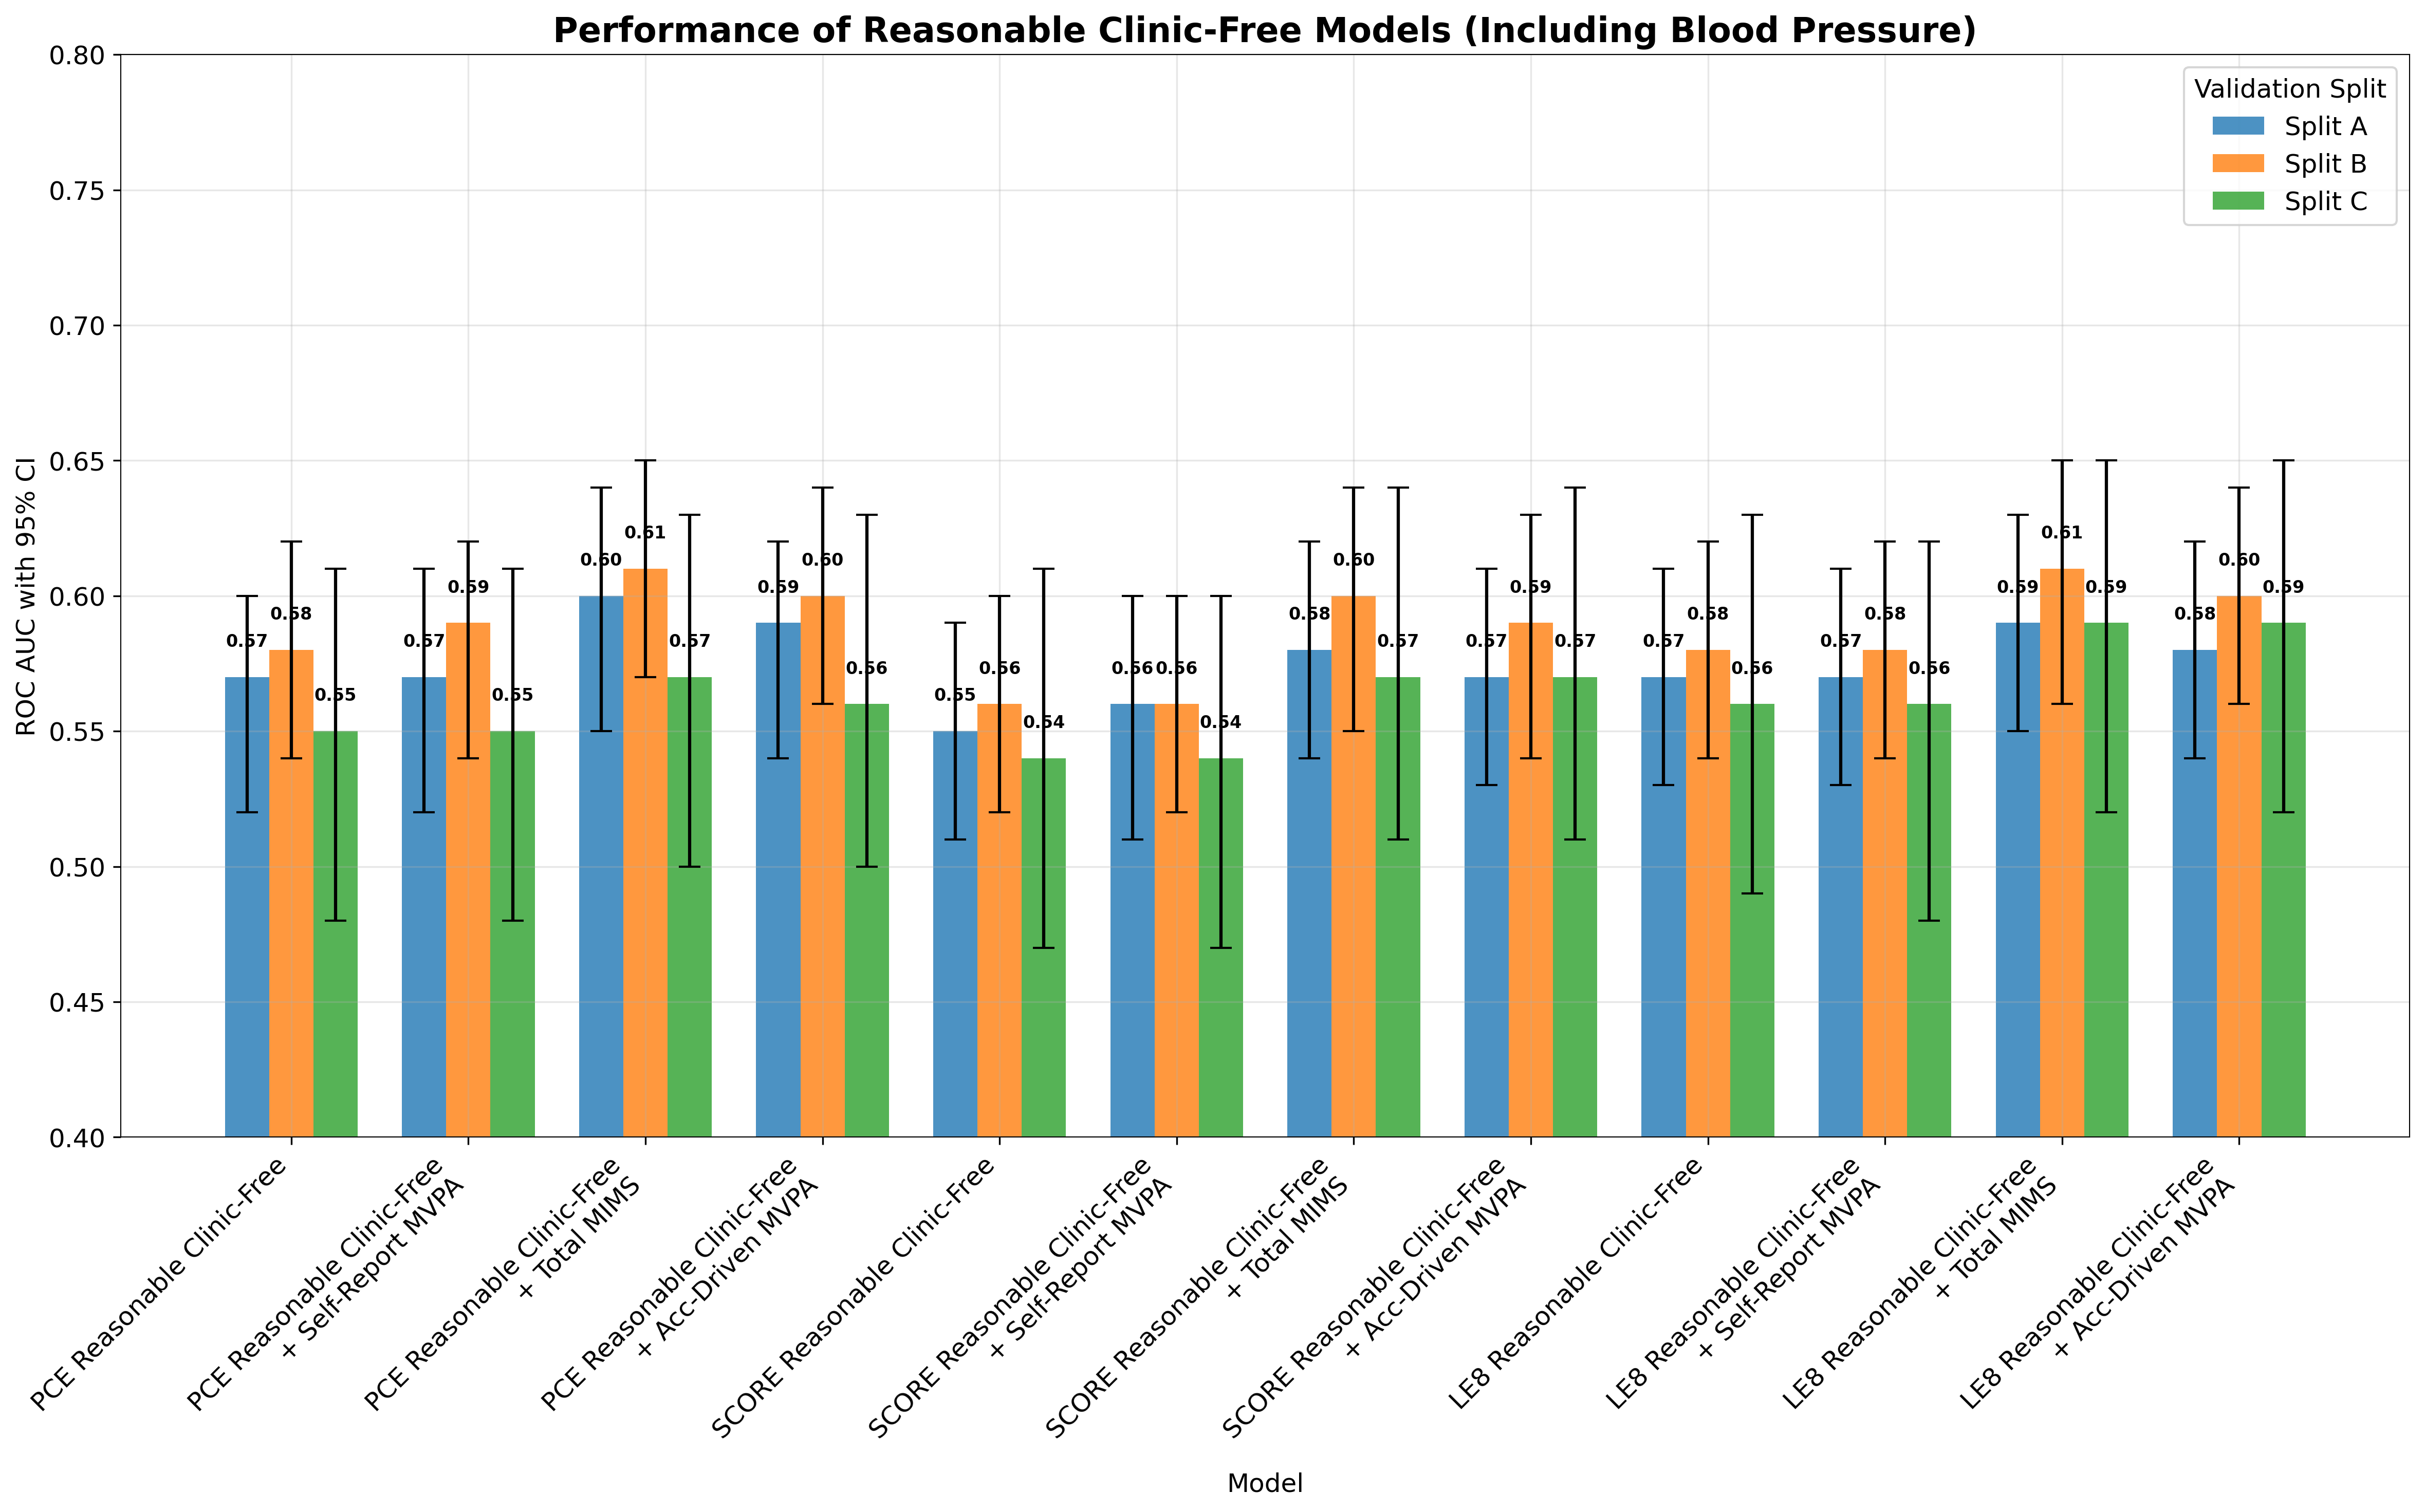 Performance of Reasonable Clinic-Free Models (Including Blood Pressure)
Validation Split
Split A
Split B
Split C
ROC AUC with 95% CI
0.80
0.75
0.70
0.65
0.60
0.55
0.50
0.45
0.40
0.57 0.58 0.55
0.57 0.59 0.55
0.60 0.61 0.57
0.59 0.60 0.56
0.55 0.56 0.54
0.56 0.56 0.54
0.58 0.60 0.57
0.57 0.59 0.57
0.57 0.58 0.56
0.57 0.58 0.56
0.59 0.61 0.59
0.58 0.60 0.59
PCE Reasonable Clinic-Free
PCE Reasonable Clinic-Free
+ Self-Report MVPA
PCE Reasonable Clinic-Free
+ Total MIMS
PCE Reasonable Clinic-Free
+ Acc-Driven MVPA
SCORE Reasonable Clinic-Free
SCORE Reasonable Clinic-Free
+ Self-Report MVPA
SCORE Reasonable Clinic-Free
+ Total MIMS
SCORE Reasonable Clinic-Free
+ Acc-Driven MVPA
LE8 Reasonable Clinic-Free
LE8 Reasonable Clinic-Free
+ Self-Report MVPA
LE8 Reasonable Clinic-Free
+ Total MIMS
LE8 Reasonable Clinic-Free
+ Acc-Driven MVPA
Model